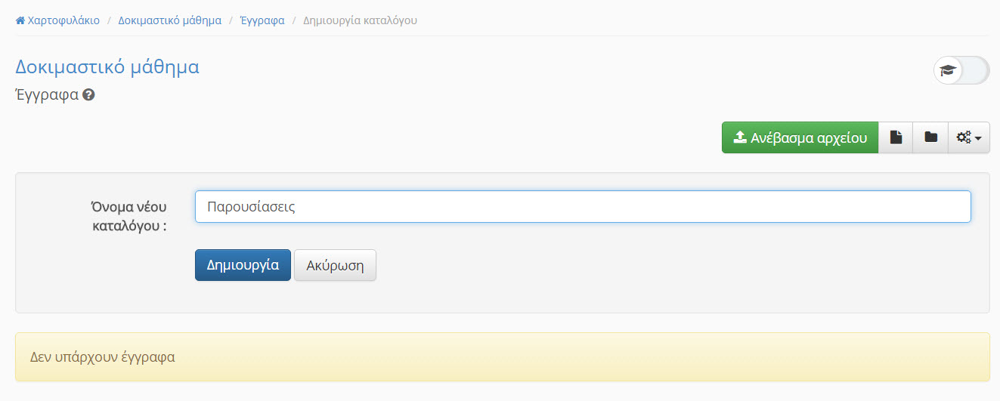 Χαρτοφυλάκιο / Δοκιμαστικό μάθημα / Έγγραφα / Δημιουργία καταλόγου
Δοκιμαστικό μάθημα
Έγγραφα
Ανέβασμα αρχείου
Όνομα νέου
καταλόγου :
Παρουσίασεις
Δημιουργία Ακύρωση
Δεν υπάρχουν έγγραφα